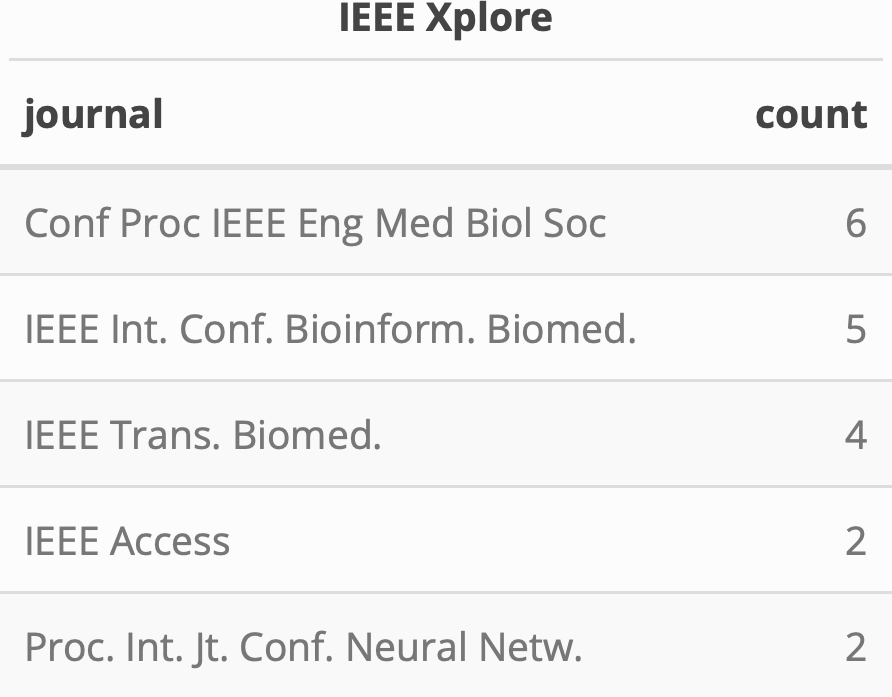 IEEE Xplore
journal count
Conf Proc IEEE Eng Med Biol Soc 6
IEEE Int. Conf. Bioinform. Biomed. 5
IEEE Trans. Biomed. 4
IEEE Access 2
Proc. Int. Jt. Conf. Neural Netw. 2